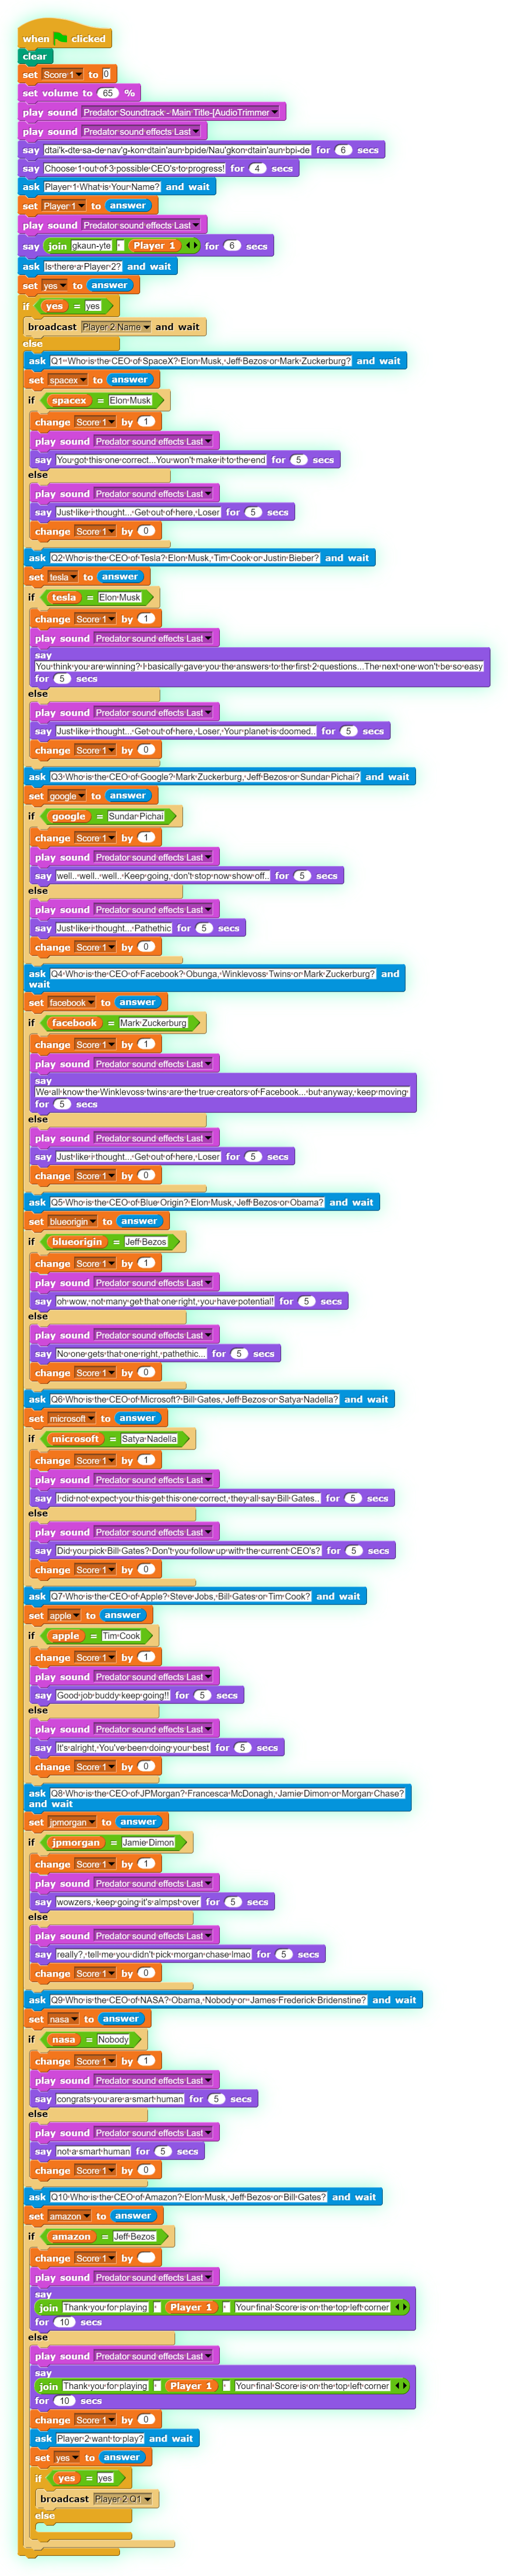 when clicked
clear
set Score 1 to 0
set volume to 65 %
play sound Predator Soundtrack - Main Title-[AudioTrimmer
play sound Predator sound effects Last
say dtai'k-dte sa-de nav'g-kon dtain'aun bpide/Nau'gkon dtain'aun bpi-de for 6 secs
say Choose 1 out of 3 possible CEO's to progress! for 4 secs
ask Player 1 What is Your Name? and wait
set Player 1 to answer
play sound Predator sound effects Last
say join gkaun-yte Player 1 for 6 secs
ask Is there a Player 2? and wait
set yes to answer
if yes = yes
broadcast Player 2 Name and wait
else
ask Q1=Who is the CEO of SpaceX? Elon Musk, Jeff Bezos or Mark Zuckerburg? and wait
set spacex to answer
if spacex = Elon Musk
change Score 1 by 1
play sound Predator sound effects Last
say You got this one correct...You won't make it to the end for 5 secs
else
play sound Predator sound effects Last
say Just like i thought... Get out of here, Loser for 5 secs
change Score 1 by 0
ask Q2 Who is the CEO of Tesla? Elon Musk, Tim Cook or Justin Bieber? and wait
set tesla to answer
if tesla = Elon Musk
change Score 1 by 1
play sound Predator sound effects Last
say
You think you are winning? I basically gave you the answers to the first 2 questions...The next one won't be so easy
for 5 secs
else
play sound Predator sound effects Last
say Just like i thought... Get out of here, Loser, Your planet is doomed.. for 5 secs
change Score 1 by 0
ask Q3 Who is the CEO of Google? Mark Zuckerburg, Jeff Bezos or Sundar Pichai? and wait
set google to answer
if google = Sundar Pichai
change Score 1 by 1
play sound Predator sound effects Last
say well.. well.. well.. Keep going, don't stop now show off.. for 5 secs
else
play sound Predator sound effects Last
say Just like i thought... Pathethic for 5 secs
change Score 1 by 0
ask Q4 Who is the CEO of Facebook? Obunga, Winklevoss Twins or Mark Zuckerburg? and
wait
set facebook to answer
if facebook = Mark Zuckerburg
change Score 1 by 1
play sound Predator sound effects Last
say
We all know the Winklevoss twins are the true creators of Facebook... but anyway, keep moving
for 5 secs
else
play sound Predator sound effects Last
say Just like i thought... Get out of here, Loser for 5 secs
change Score 1 by 0
ask Q5 Who is the CEO of Blue Origin? Elon Musk, Jeff Bezos or Obama? and wait
set blueorigin to answer
if blueorigin = Jeff Bezos
change Score 1 by 1
play sound Predator sound effects Last
say oh wow, not many get that one right, you have potential! for 5 secs
else
play sound Predator sound effects Last
say No one gets that one right, pathethic... for 5 secs
change Score 1 by 0
ask Q6 Who is the CEO of Microsoft? Bill Gates, Jeff Bezos or Satya Nadella? and wait
set microsoft to answer
if microsoft = Satya Nadella
change Score 1 by 1
play sound Predator sound effects Last
say I did not expect you this get this one correct, they all say Bill Gates.. for 5 secs
else
play sound Predator sound effects Last
say Did you pick Bill Gates? Don't you follow up with the current CEO's? for 5 secs
change Score 1 by 0
ask Q7 Who is the CEO of Apple? Steve Jobs, Bill Gates or Tim Cook? and wait
set apple to answer
if apple = Tim Cook
change Score 1 by 1
play sound Predator sound effects Last
say Good job buddy keep going!! for 5 secs
else
play sound Predator sound effects Last
say It's alright, You've been doing your best for 5 secs
change Score 1 by 0
ask Q8 Who is the CEO of JPMorgan? Francesca McDonagh, Jamie Dimon or Morgan Chase?
and wait
set jpmorgan to answer
if jpmorgan = Jamie Dimon
change Score 1 by 1
play sound Predator sound effects Last
say wowzers, keep going it's almpst over for 5 secs
else
play sound Predator sound effects Last
say really?, tell me you didn't pick morgan chase lmao for 5 secs
change Score 1 by 0
ask Q9 Who is the CEO of NASA? Obama, Nobody or James Frederick Bridenstine? and wait
set nasa to answer
if nasa = Nobody
change Score 1 by 1
play sound Predator sound effects Last
say congrats you are a smart human for 5 secs
else
play sound Predator sound effects Last
say not a smart human for 5 secs
change Score 1 by 0
ask Q10 Who is the CEO of Amazon? Elon Musk, Jeff Bezos or Bill Gates? and wait
set amazon to answer
if amazon = Jeff Bezos
change Score 1 by
play sound Predator sound effects Last
say
join Thank you for playing Player 1 Your final Score is on the top left corner
for 10 secs
else
play sound Predator sound effects Last
say
join Thank you for playing Player 1 Your final Score is on the top left corner
for 10 secs
change Score 1 by 0
ask Player 2 want to play? and wait
set yes to answer
if yes = yes
broadcast Player 2 Q1
else